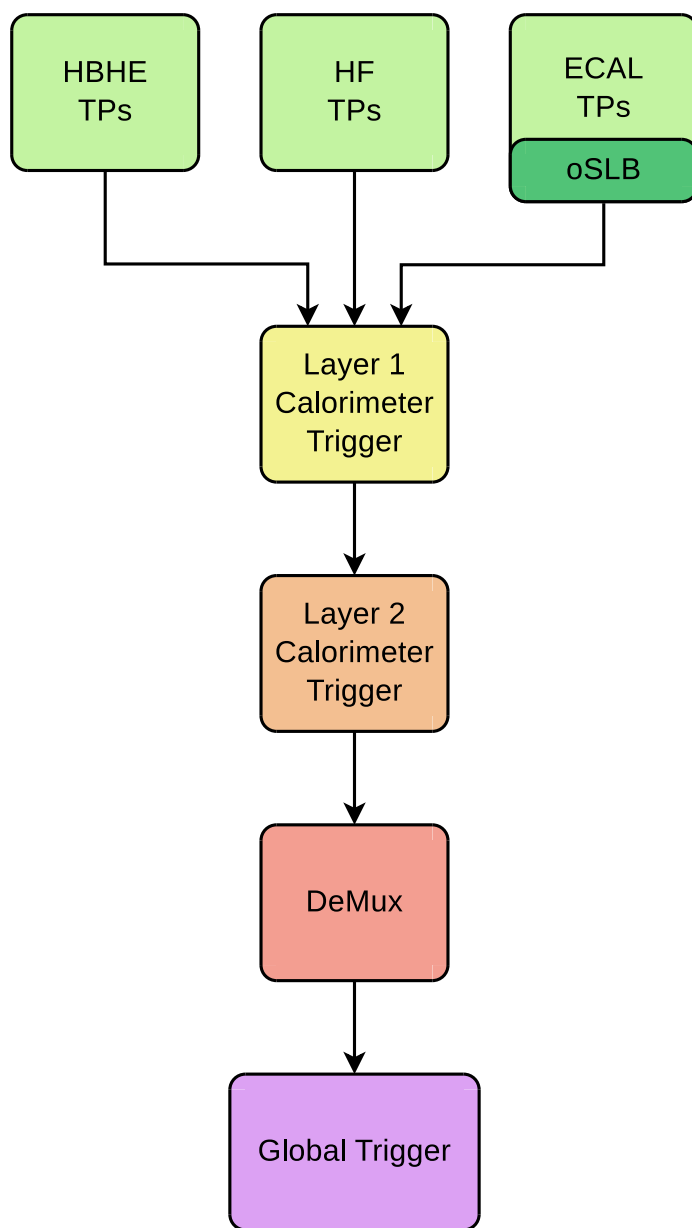 HBHE
TPs
HF
TPs
ECAL
TPs
oSLB
Layer 1
Calorimeter
Trigger
Layer 2
Calorimeter
Trigger
DeMux
Global Trigger